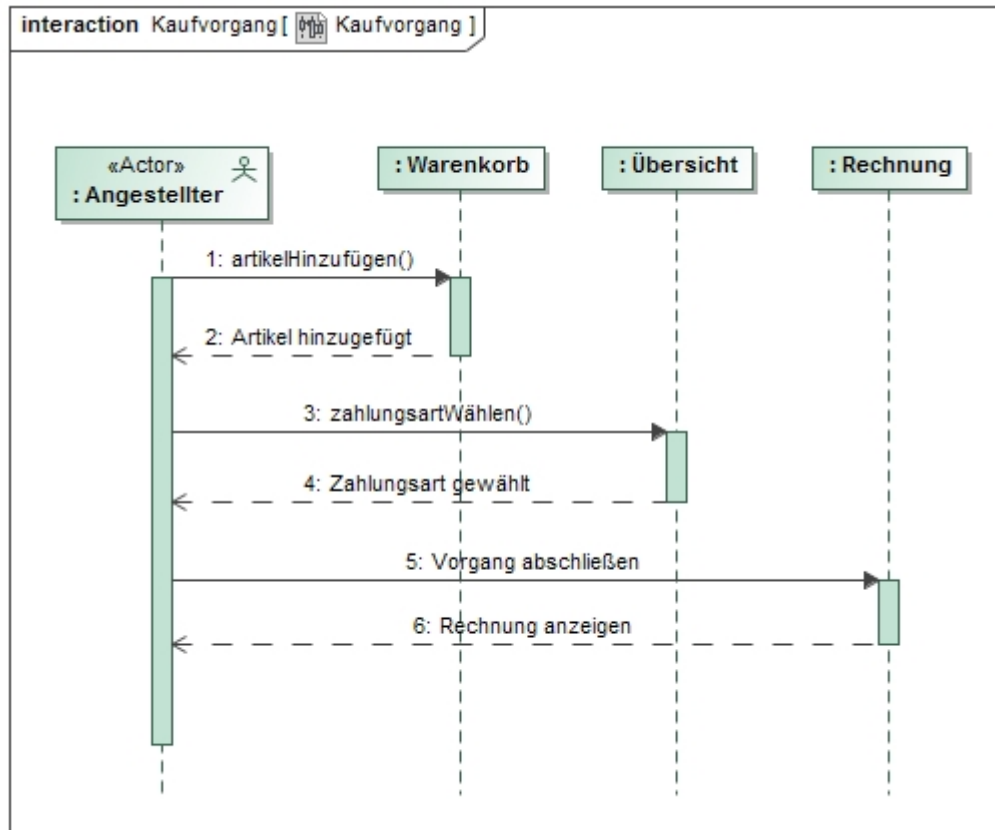 interaction Kaufvorgang[ Kaufvorgang ]
«Actor»
: Angestellter
: Warenkorb
: Übersicht
: Rechnung
1: artikelHinzufügen()
2: Artikel hinzugefügt
3: zahlungsartWählen()
4: Zahlungsart gewählt
5: Vorgang abschließen
6: Rechnung anzeigen